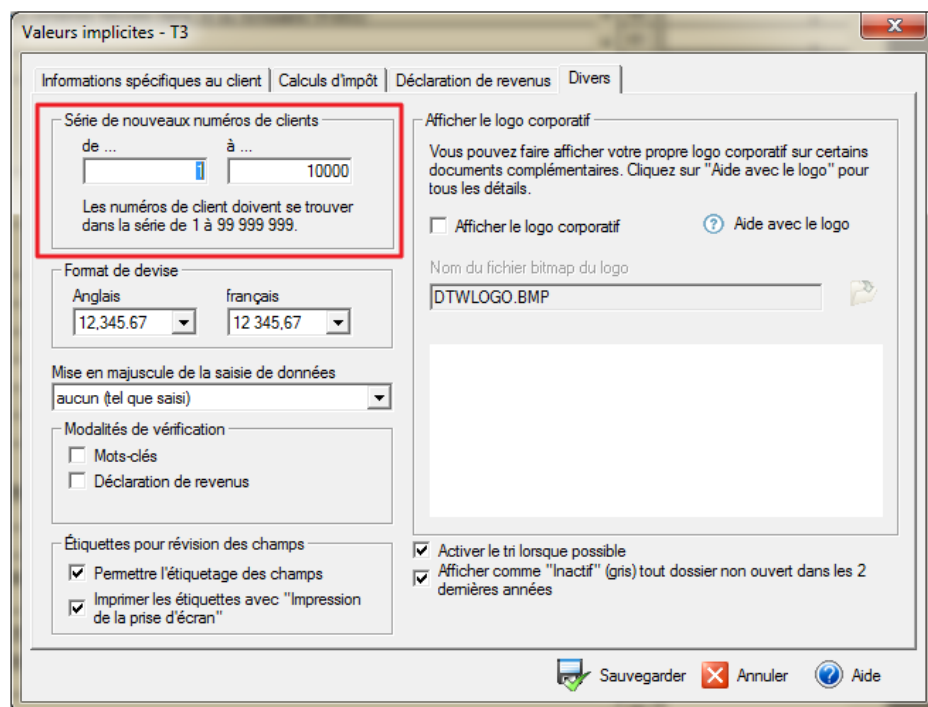 Valeurs implicites - T3
Informations spécifiques au client
Calculs d'impôt
Déclaration de revenus
Divers
Série de nouveaux numéros de clients
de ...
à ...
1
10000
Les numéros de client doivent se trouver
dans la série de 1 à 99 999 999.
Format de devise
Anglais
français
12,345.67
12 345,67
Mise en majuscule de la saisie de données
aucun (tel que saisi)
Modalités de vérification
Mots-clés
Déclaration de revenus
Étiquettes pour révision des champs
Permettre l'étiquetage des champs
Imprimer les étiquettes avec "Impression
de la prise d'écran"
Afficher le logo corporatif
Vous pouvez faire afficher votre propre logo corporatif sur certains
documents complémentaires. Cliquez sur "Aide avec le logo" pour
tous les détails.
Afficher le logo corporatif
Aide avec le logo
Nom du fichier bitmap du logo
DTWLOGO.BMP
Activer le tri lorsque possible
Afficher comme "Inactif" (gris) tout dossier non ouvert dans les 2
dernières années
Sauvegarder
Annuler
Aide